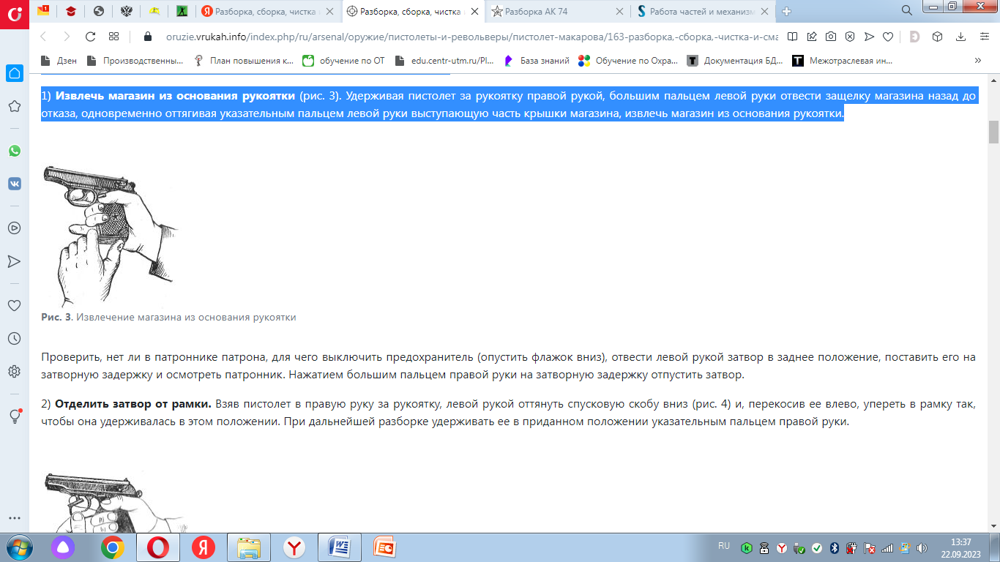 Разборка, сборка, чистка
Разборка, сборка, чистка
Разборка АК 74
Работа частей и механизм
oruzie.vrukah.info/index.php/ru/arsenal/оружие/пистолеты-и-револьверы/пистолет-макарова/163-разборка,-сборка,-чистка-и-сма
Дзен
Производственны...
План повышения к...
обучение по ОТ
edu.centr-utm.ru/Pl...
База знаний
Обучение по Охра...
Документация БД...
Межотраслевая ин...
1) Извлечь магазин из основания рукоятки (рис. 3). Удерживая пистолет за рукоятку правой рукой, большим пальцем левой руки отвести защелку магазина назад до
отказа, одновременно оттягивая указательным пальцем левой руки выступающую часть крышки магазина, извлечь магазин из основания рукоятки.
Рис. 3. Извлечение магазина из основания рукоятки
Проверить, нет ли в патроннике патрона, для чего выключить предохранитель (опустить флажок вниз), отвести левой рукой затвор в заднее положение, поставить его на
затворную задержку и осмотреть патронник. Нажатием большим пальцем правой руки на затворную задержку отпустить затвор.
2) Отделить затвор от рамки. Взяв пистолет в правую руку за рукоятку, левой рукой оттянуть спусковую скобу вниз (рис. 4) и, перекосив ее влево, упереть в рамку так,
чтобы она удерживалась в этом положении. При дальнейшей разборке удерживать ее в приданном положении указательным пальцем правой руки.
RU
13:37
22.09.2023